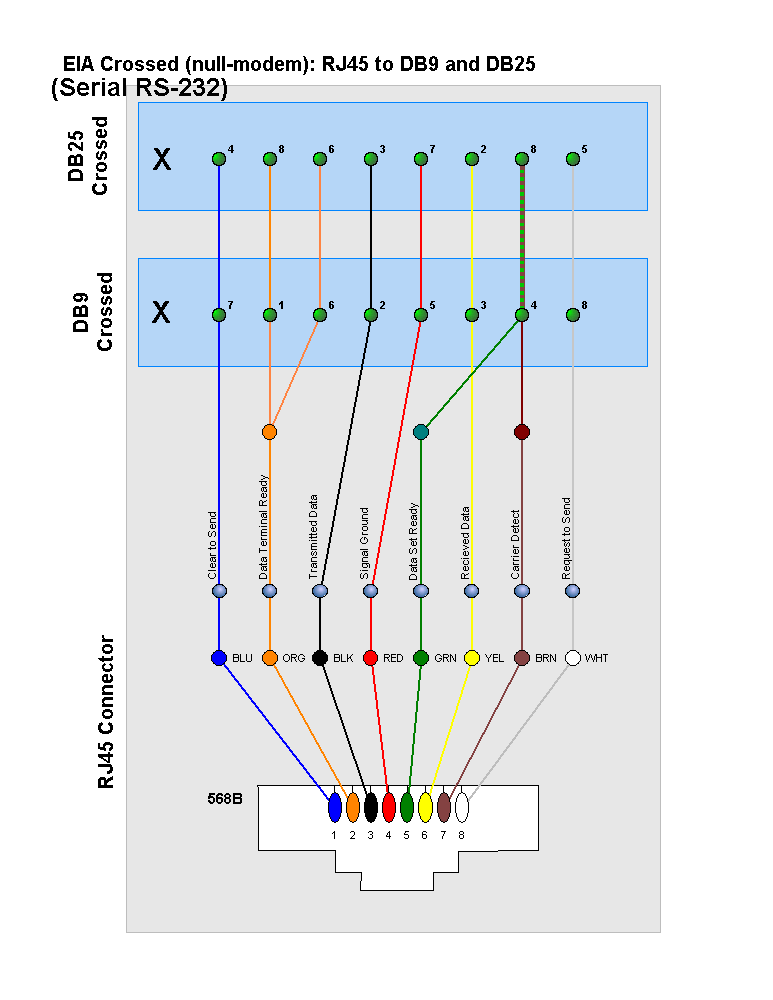 EIA Crossed (null-modem): RJ45 to DB9 and DB25
(Serial RS-232)
DB25
Crossed
X
4 8 6 3 7 2 8 5
DB9
Crossed
X
7 1 6 2 5 3 4 8
Clear to Send
Data Terminal Ready
Transmitted Data
Signal Ground
Data Set Ready
Recieved Data
Carrier Detect
Request to Send
RJ45 Connector
BLU ORG BLK RED GRN YEL BRN WHT
568B
1 2 3 4 5 6 7 8